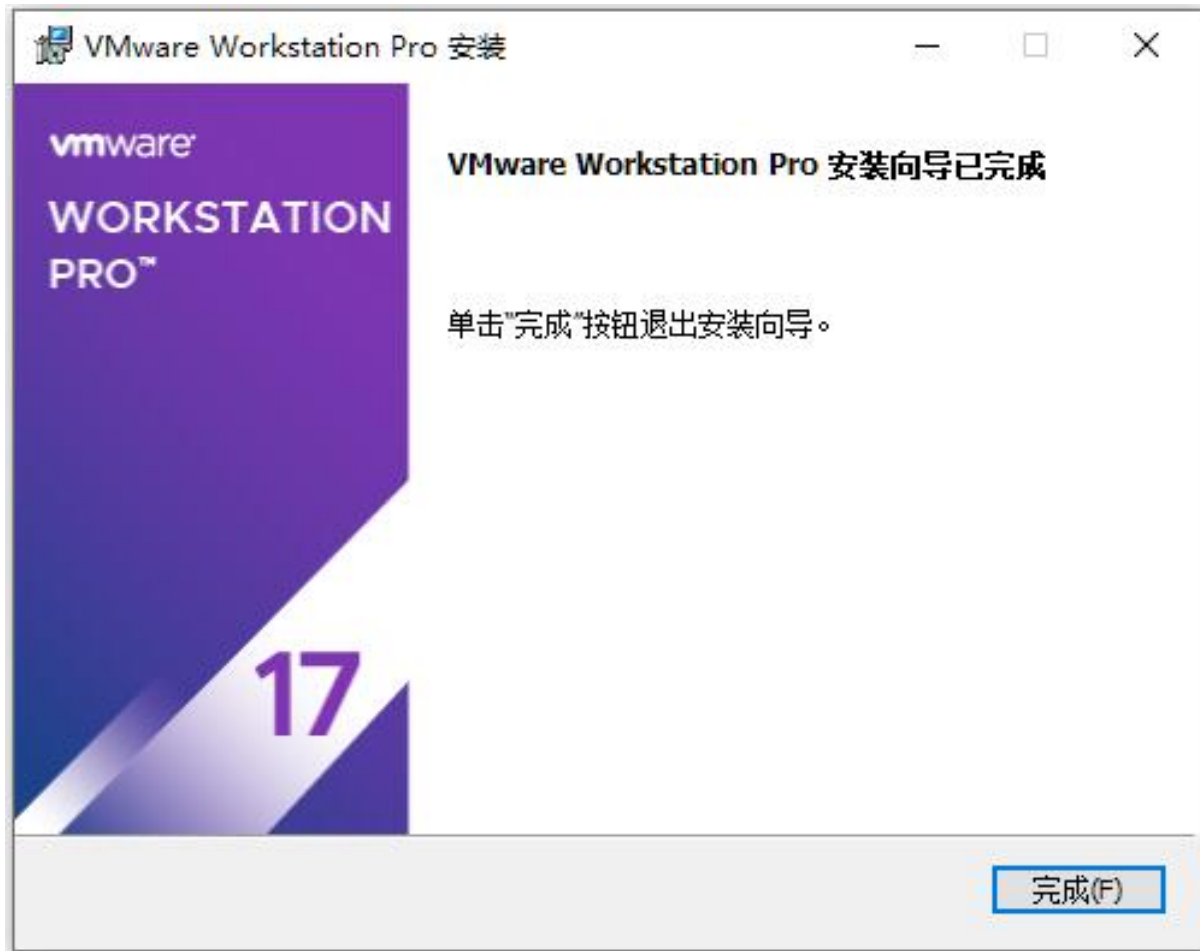 VMware Workstation Pro 安装
vmware
WORKSTATION
PRO™
VMware Workstation Pro 安装向导已完成
单击"完成"按钮退出安装向导。
17
完成(F)